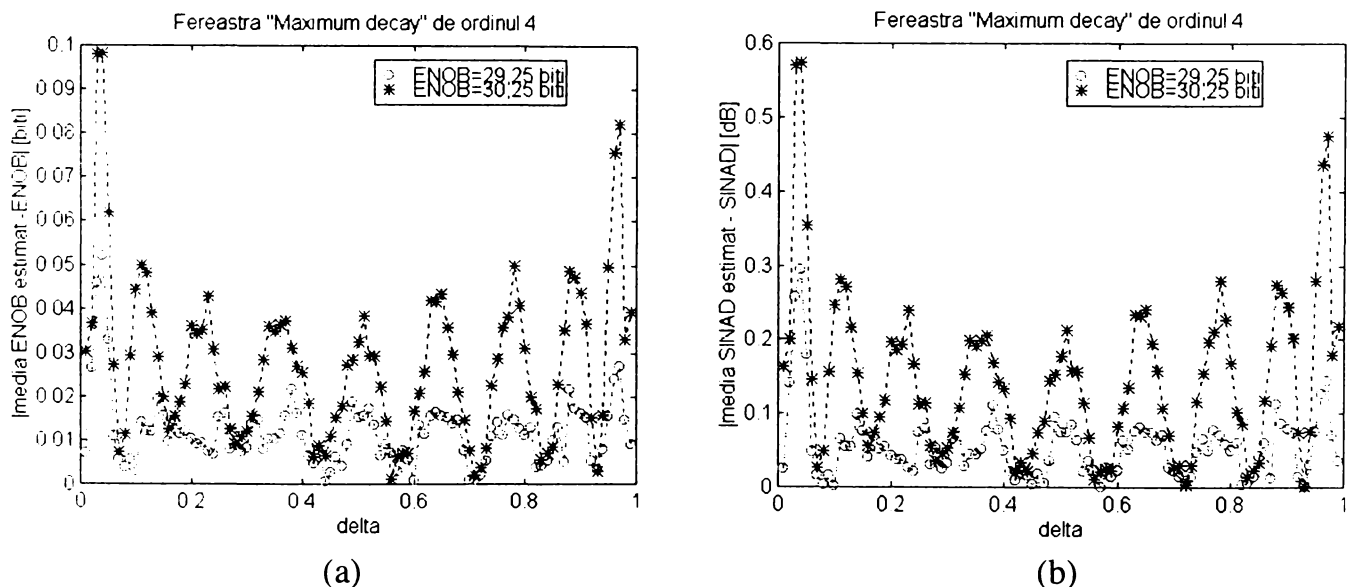 Fereastra "Maximum decay" de ordinul 4
|media ENOB estimat -ENOB| [biti]
0.1
0.09
0.08
0.07
0.06
0.05
0.04
0.03
0.02
0.01
0
ENOB=29,25 biti
ENOB=30,25 biti
0 0.2 0.4 0.6 0.8 1
delta
(a)
Fereastra "Maximum decay" de ordinul 4
|media SINAD estimat - SINAD| [dB]
0.6
0.5
0.4
0.3
0.2
0.1
0
ENOB=29,25 biti
ENOB=30,25 biti
0 0.2 0.4 0.6 0.8 1
delta
(b)